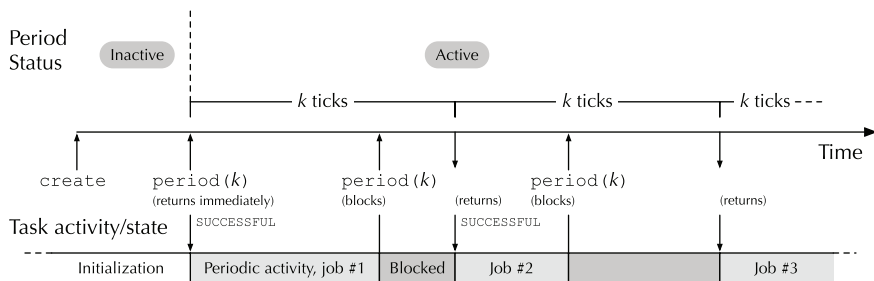 Period
Status
Inactive
Active
k ticks
k ticks
k ticks
Time
create
period(k)
(returns immediately)
SUCCESSFUL
period(k)
(blocks)
(returns)
SUCCESSFUL
period(k)
(blocks)
(returns)
Task activity/state
Initialization
Periodic activity, job #1
Blocked
Job #2
Job #3